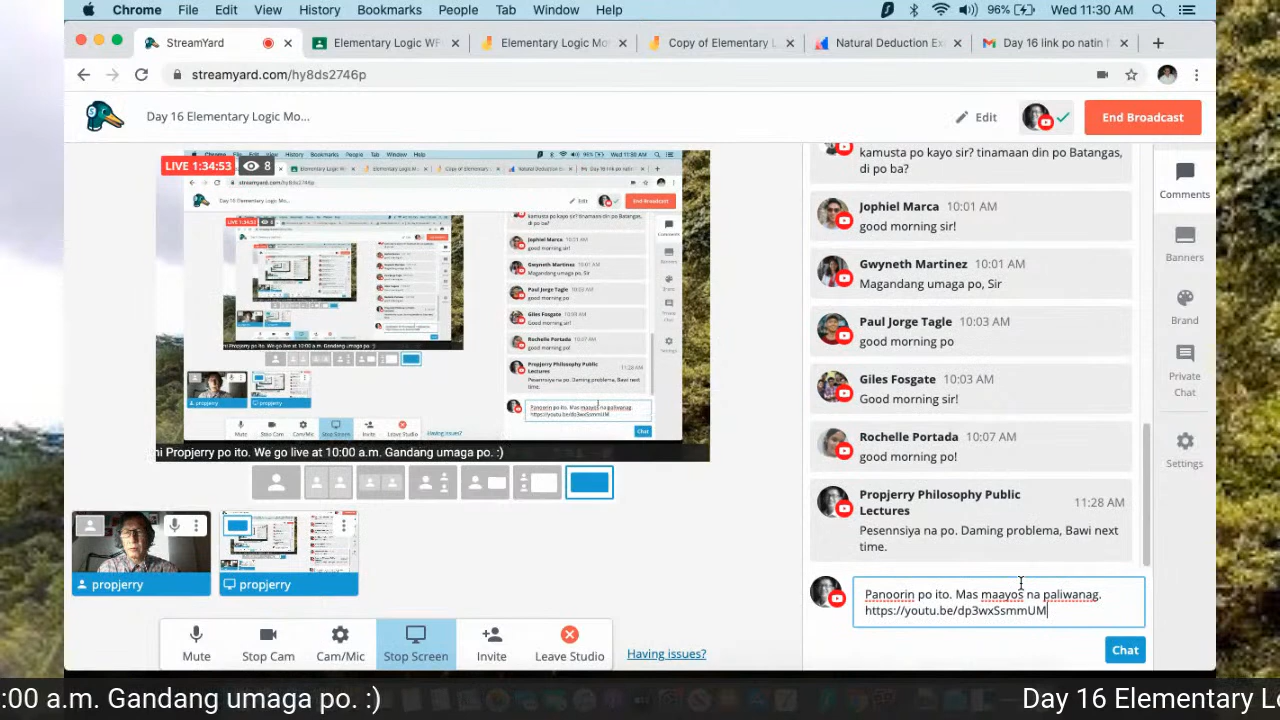 Chrome File Edit View History Bookmarks People Tab Window Help 96% Wed 11:30 AM
StreamYard Elementary Logic WF Elementary Logic Mo Copy of Elementary L Natural Deduction Ex Day 16 link po natin
streamyard.com/hy8ds2746p
Day 16 Elementary Logic Mo...
Edit
End Broadcast
LIVE 1:34:53 8
Propjerry po ito. We go live at 10:00 a.m. Gandang umaga po. :)
propjerry
propjerry
Mute
Stop Cam
Cam/Mic
Stop Screen
Invite
Leave Studio
Having issues?
kamusta po kayo sir?tinamaan din po Batangas,
di po ba?
Jophiel Marca 10:01 AM
good morning sir!
Gwyneth Martinez 10:01 AM
Magandang umaga po, Sir
Paul Jorge Tagle 10:03 AM
good morning po
Giles Fosgate 10:03 AM
Good morning sir!
Rochelle Portada 10:07 AM
good morning po!
Propjerry Philosophy Public
Lectures
11:28 AM
Pesensiya na po. Daming problema, Bawi next
time.
Panoorin po ito. Mas maayos na paliwanag.
https://youtu.be/dp3wxSsmmUM
Chat
Comments
Banners
Brand
Private
Chat
Settings
:00 a.m. Gandang umaga po. :)
Day 16 Elementary Lo